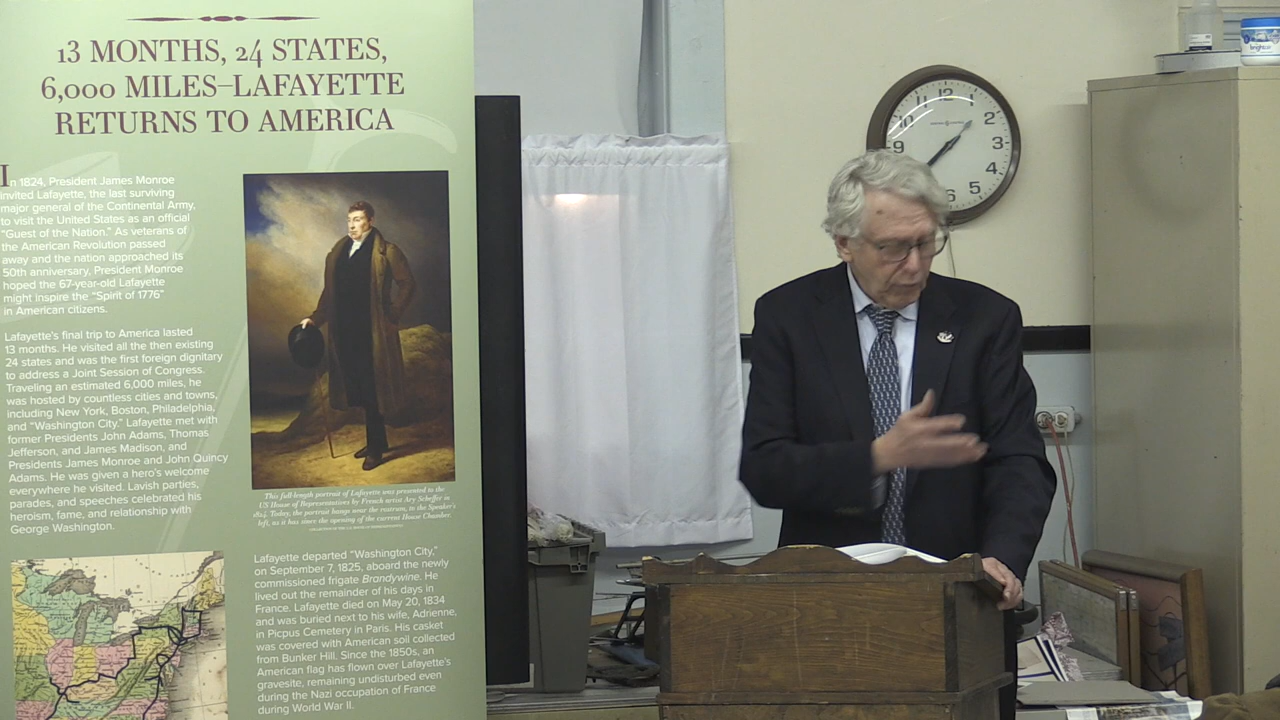 13 MONTHS, 24 STATES,
6,000 MILES–LAFAYETTE
RETURNS TO AMERICA
In 1824, President James Monroe
invited Lafayette, the last surviving
major general of the Continental Army,
to visit the United States as an official
“Guest of the Nation.” As veterans of
the American Revolution passed
away and the nation approached its
50th anniversary, President Monroe
hoped the 67-year-old Lafayette
might inspire the “Spirit of 1776”
in American citizens.
Lafayette’s final trip to America lasted
13 months. He visited all the then existing
24 states and was the first foreign dignitary
to address a Joint Session of Congress.
Traveling an estimated 6,000 miles, he
was hosted by countless cities and towns,
including New York, Boston, Philadelphia,
and “Washington City.” Lafayette met with
former Presidents John Adams, Thomas
Jefferson, and James Madison, and
Presidents James Monroe and John Quincy
Adams. He was given a hero’s welcome
everywhere he visited. Lavish parties,
parades, and speeches celebrated his
heroism, fame, and relationship with
George Washington.
This full-length portrait of Lafayette was presented to the
US House of Representatives by French artist Ary Scheffer in
1824. Today, the portrait hangs near the rostrum, to the Speaker’s
left, as it has since the opening of the current House Chamber.
Lafayette departed “Washington City,”
on September 7, 1825, aboard the newly
commissioned frigate Brandywine. He
lived out the remainder of his days in
France. Lafayette died on May 20, 1834
and was buried next to his wife, Adrienne,
in Picpus Cemetery in Paris. His casket
was covered with American soil collected
from Bunker Hill. Since the 1850s, an
American flag has flown over Lafayette’s
gravesite, remaining undisturbed even
during the Nazi occupation of France
during World War II.
10 11 12 2
9 3
4
6 5